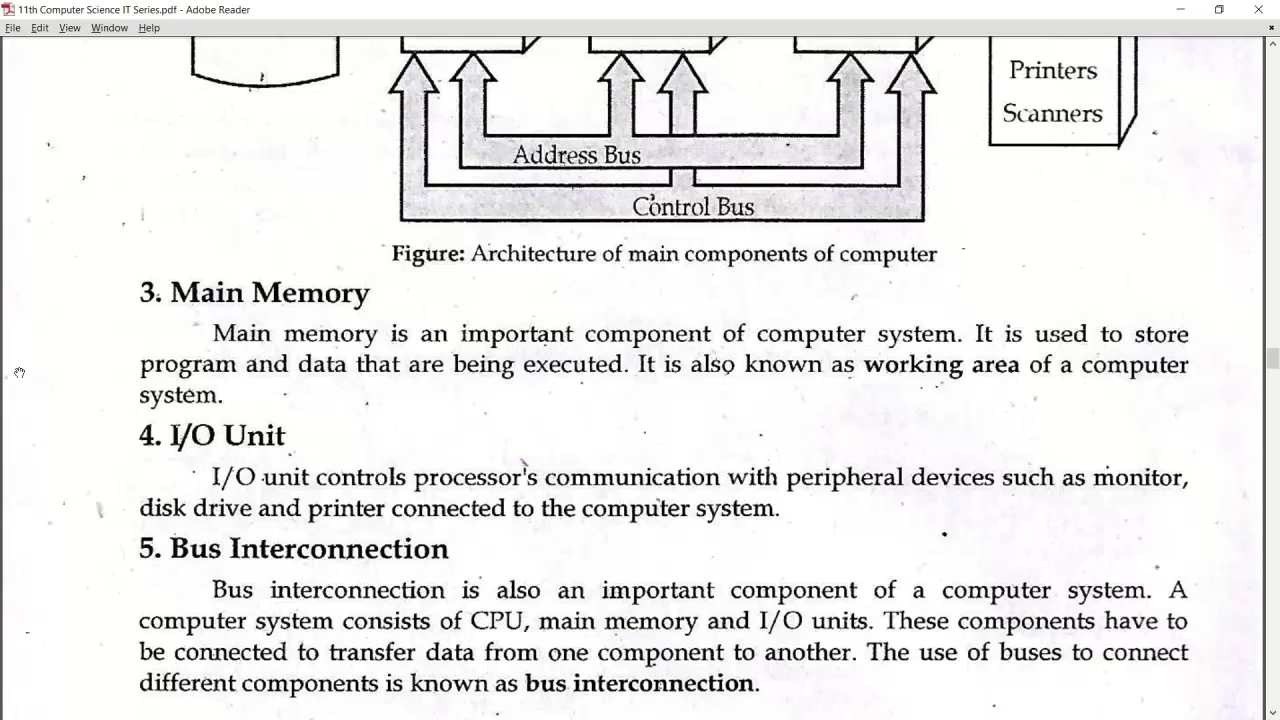 11th Computer Science IT Series.pdf - Adobe Reader
File Edit View Window Help
Printers
Scanners
Address Bus
Control Bus
Figure: Architecture of main components of computer
3. Main Memory
Main memory is an important component of computer system. It is used to store
program and data that are being executed. It is also known as working area of a computer
system.
4. I/O Unit
I/O unit controls processor's communication with peripheral devices such as monitor,
disk drive and printer connected to the computer system.
5. Bus Interconnection
Bus interconnection is also an important component of a computer system. A
computer system consists of CPU, main memory and I/O units. These components have to
be connected to transfer data from one component to another. The use of buses to connect
different components is known as bus interconnection.